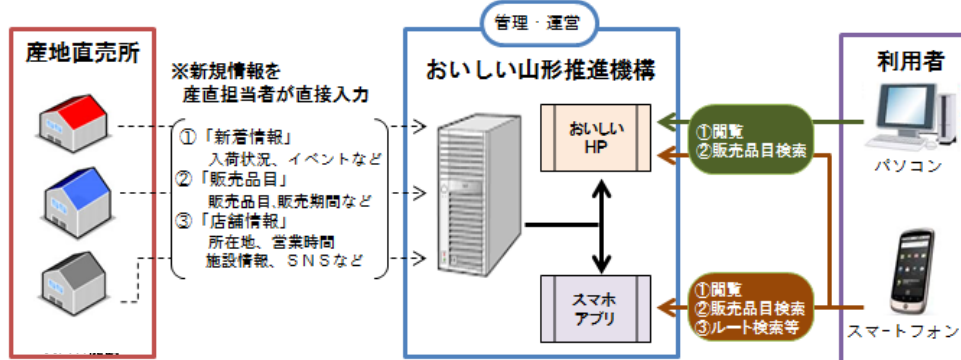 管理・運営
産地直売所
※新規情報を
産直担当者が直接入力
①「新着情報」
入荷状況、イベントなど
②「販売品目」
販売品目、販売期間など
③「店舗情報」
所在地、営業時間
施設情報、ＳＮＳなど
おいしい山形推進機構
おいしい
HP
スマホ
アプリ
①閲覧
②販売品目検索
①閲覧
②販売品目検索
③ルート検索等
利用者
パソコン
スマートフォン